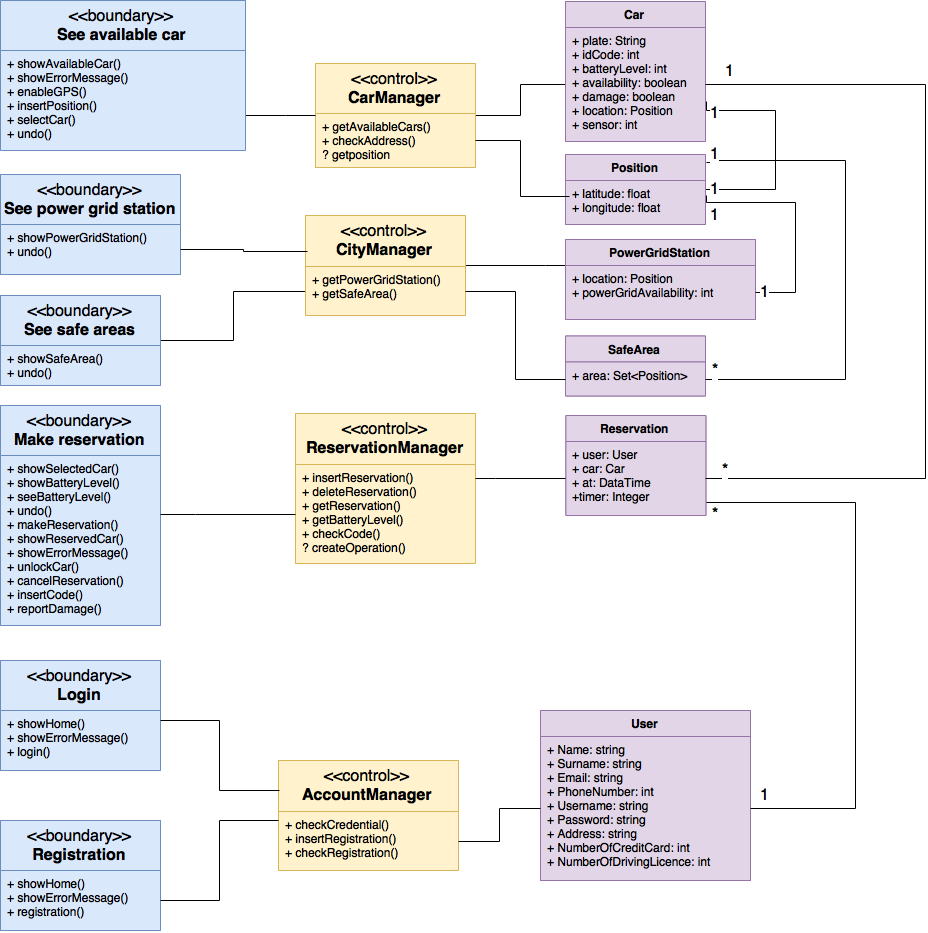 <<boundary>>
See available car
+ showAvailableCar()
+ showErrorMessage()
+ enableGPS()
+ insertPosition()
+ selectCar()
+ undo()
<<control>>
CarManager
+ getAvailableCars()
+ checkAddress()
? getposition
Car
+ plate: String
+ idCode: int
+ batteryLevel: int
+ availability: boolean
+ damage: boolean
+ location: Position
+ sensor: int
1
1
1
1
1
Position
+ latitude: float
+ longitude: float
<<boundary>>
See power grid station
+ showPowerGridStation()
+ undo()
<<control>>
CityManager
+ getPowerGridStation()
+ getSafeArea()
PowerGridStation
+ location: Position
+ powerGridAvailability: int
1
<<boundary>>
See safe areas
+ showSafeArea()
+ undo()
SafeArea
+ area: Set<Position>
*
<<boundary>>
Make reservation
+ showSelectedCar()
+ showBatteryLevel()
+ seeBatteryLevel()
+ undo()
+ makeReservation()
+ showReservedCar()
+ showErrorMessage()
+ unlockCar()
+ cancelReservation()
+ insertCode()
+ reportDamage()
<<control>>
ReservationManager
+ insertReservation()
+ deleteReservation()
+ getReservation()
+ getBatteryLevel()
+ checkCode()
? createOperation()
Reservation
+ user: User
+ car: Car
+ at: DataTime
+timer: Integer
*
*
<<boundary>>
Login
+ showHome()
+ showErrorMessage()
+ login()
<<control>>
AccountManager
+ checkCredential()
+ insertRegistration()
+ checkRegistration()
User
+ Name: string
+ Surname: string
+ Email: string
+ PhoneNumber: int
+ Username: string
+ Password: string
+ Address: string
+ NumberOfCreditCard: int
+ NumberOfDrivingLicence: int
1
<<boundary>>
Registration
+ showHome()
+ showErrorMessage()
+ registration()